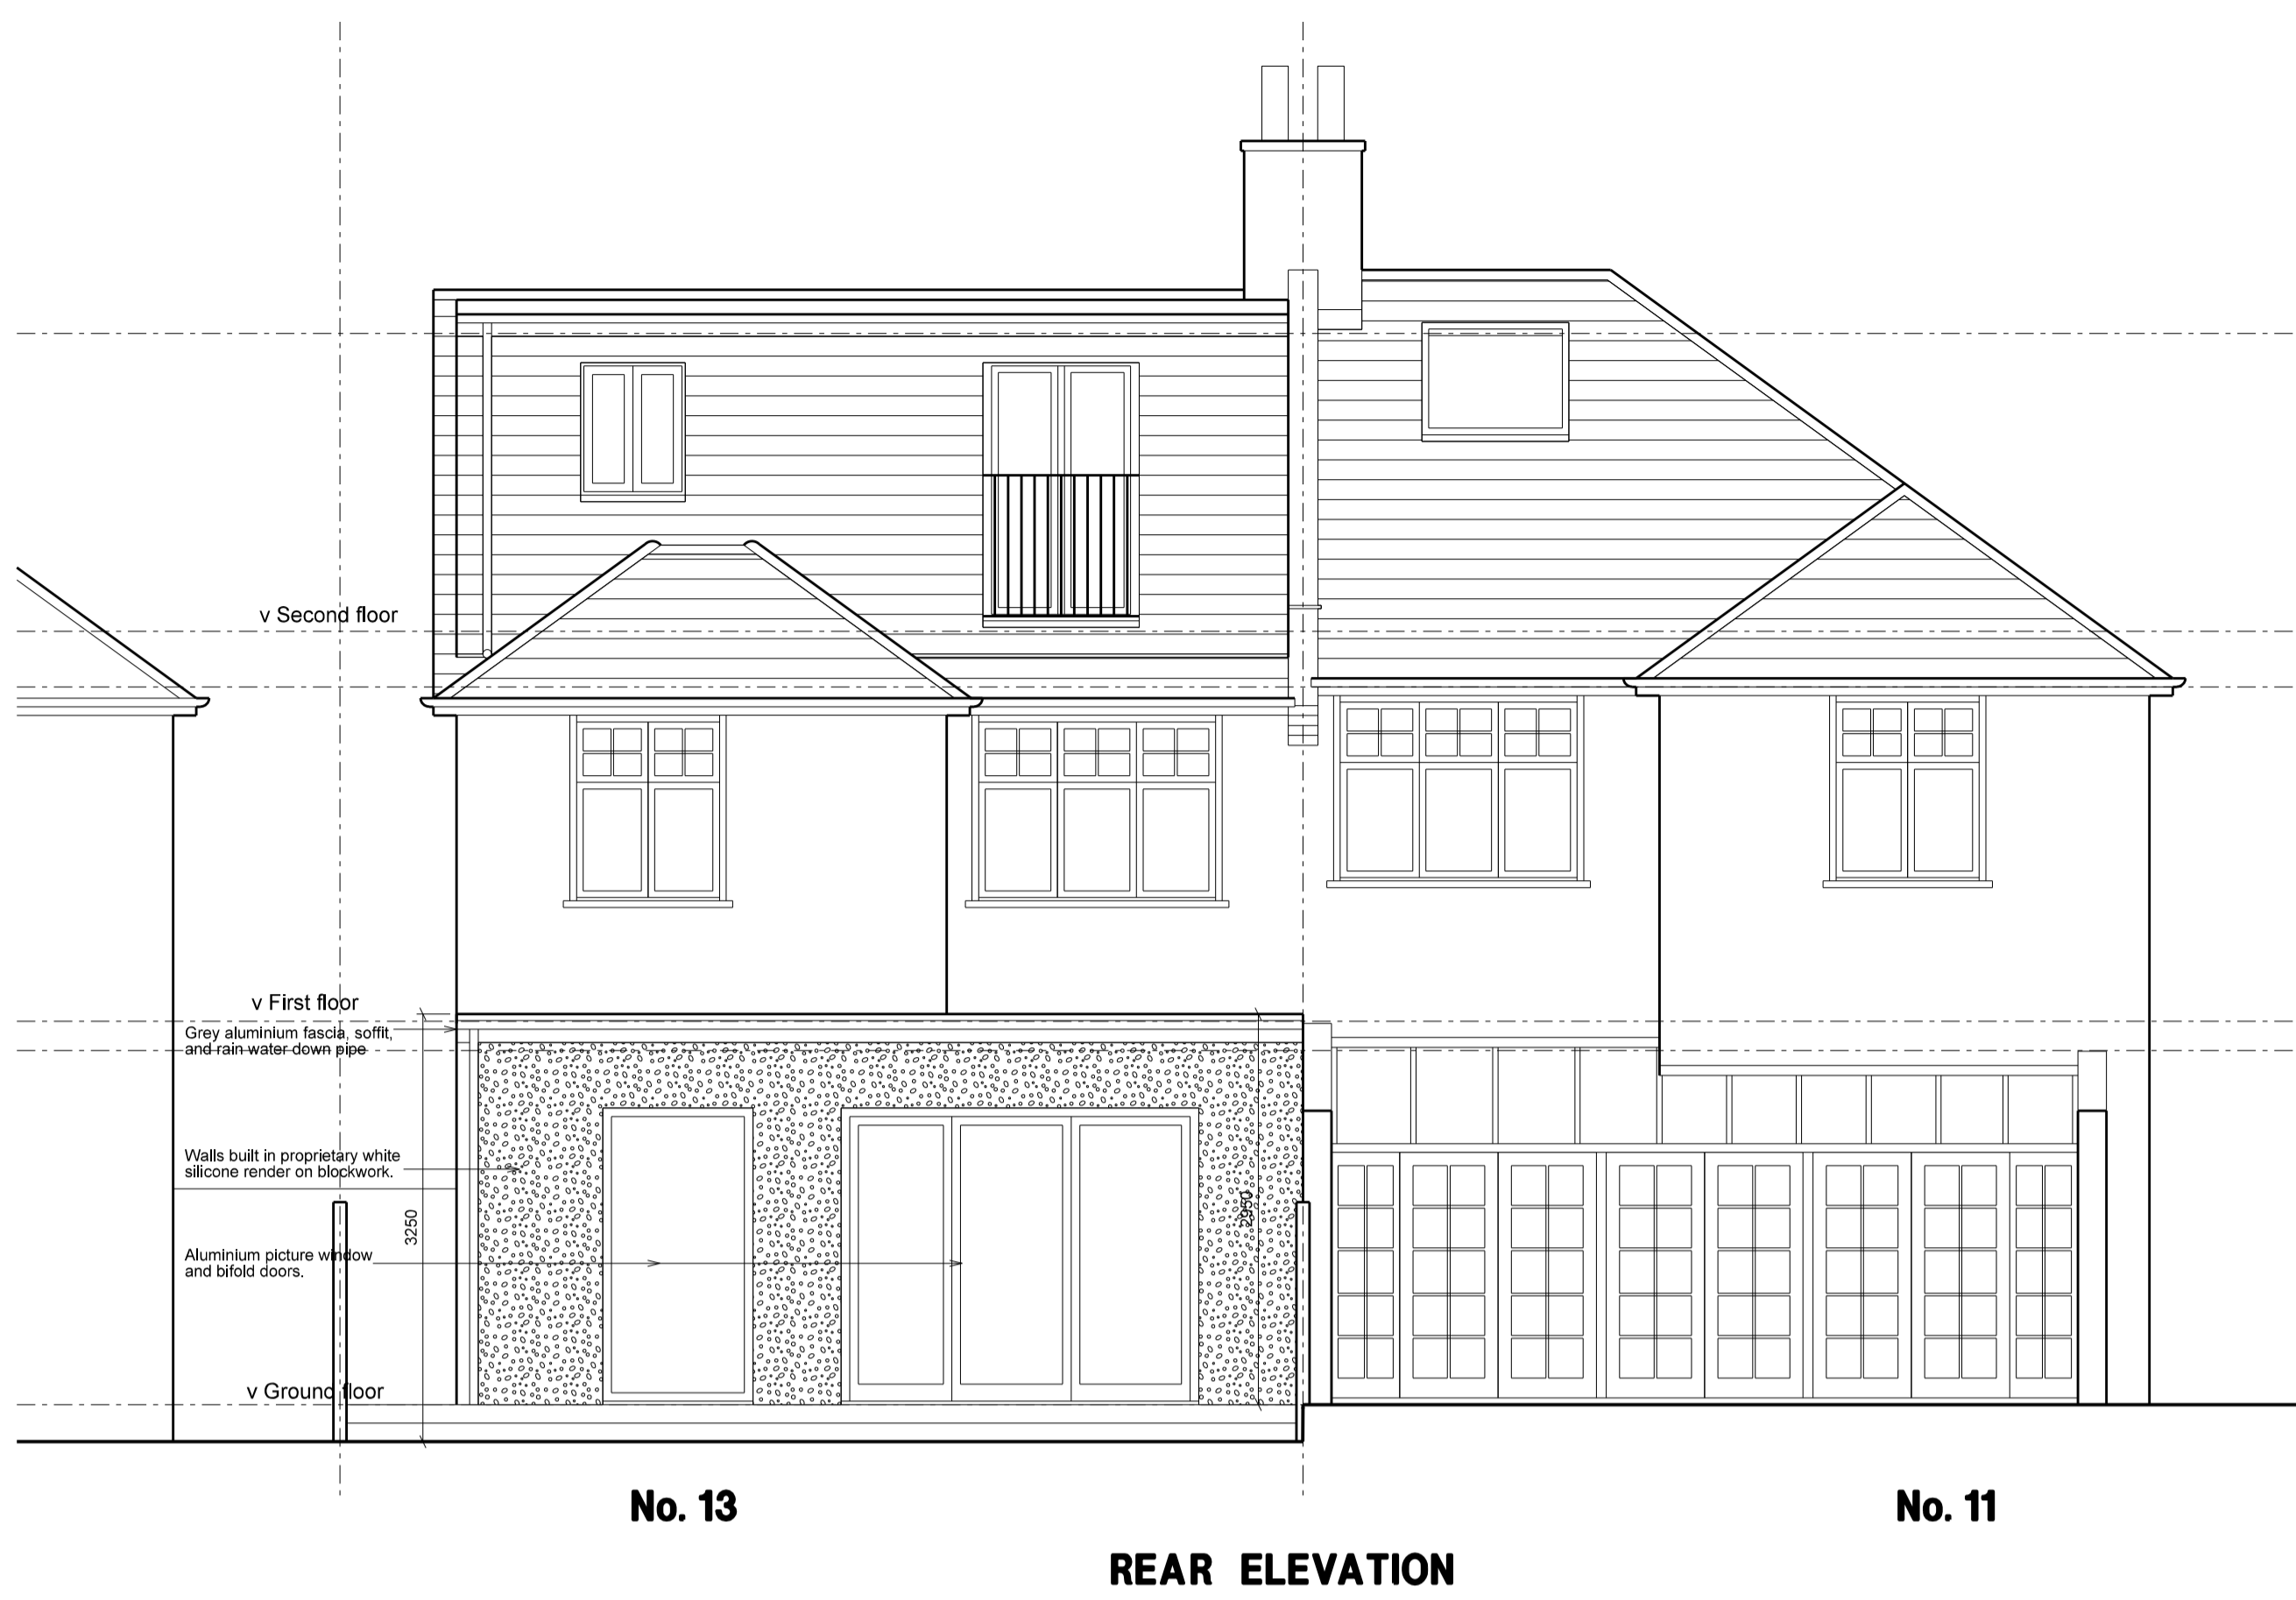 v Second floor
v First floor
Grey aluminium fascia, soffit,
and rain water down pipe
Walls built in proprietary white
silicone render on blockwork.
3250
2950
Aluminium picture window
and bifold doors.
v Ground floor
No. 13
No. 11
REAR ELEVATION